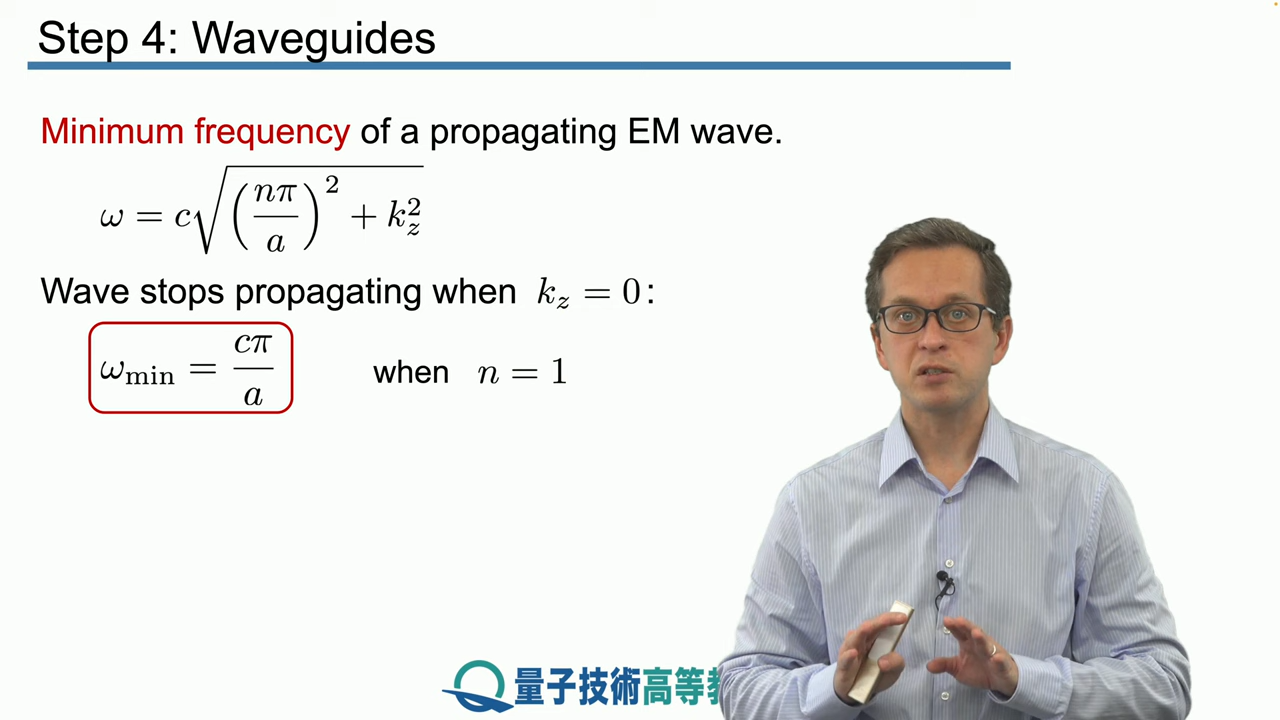 Step 4: Waveguides
Minimum frequency of a propagating EM wave.
ω = c√((nπ/a)² + k_z²)
Wave stops propagating when k_z = 0:
ω_min = cπ/a when n = 1
量子技術高等